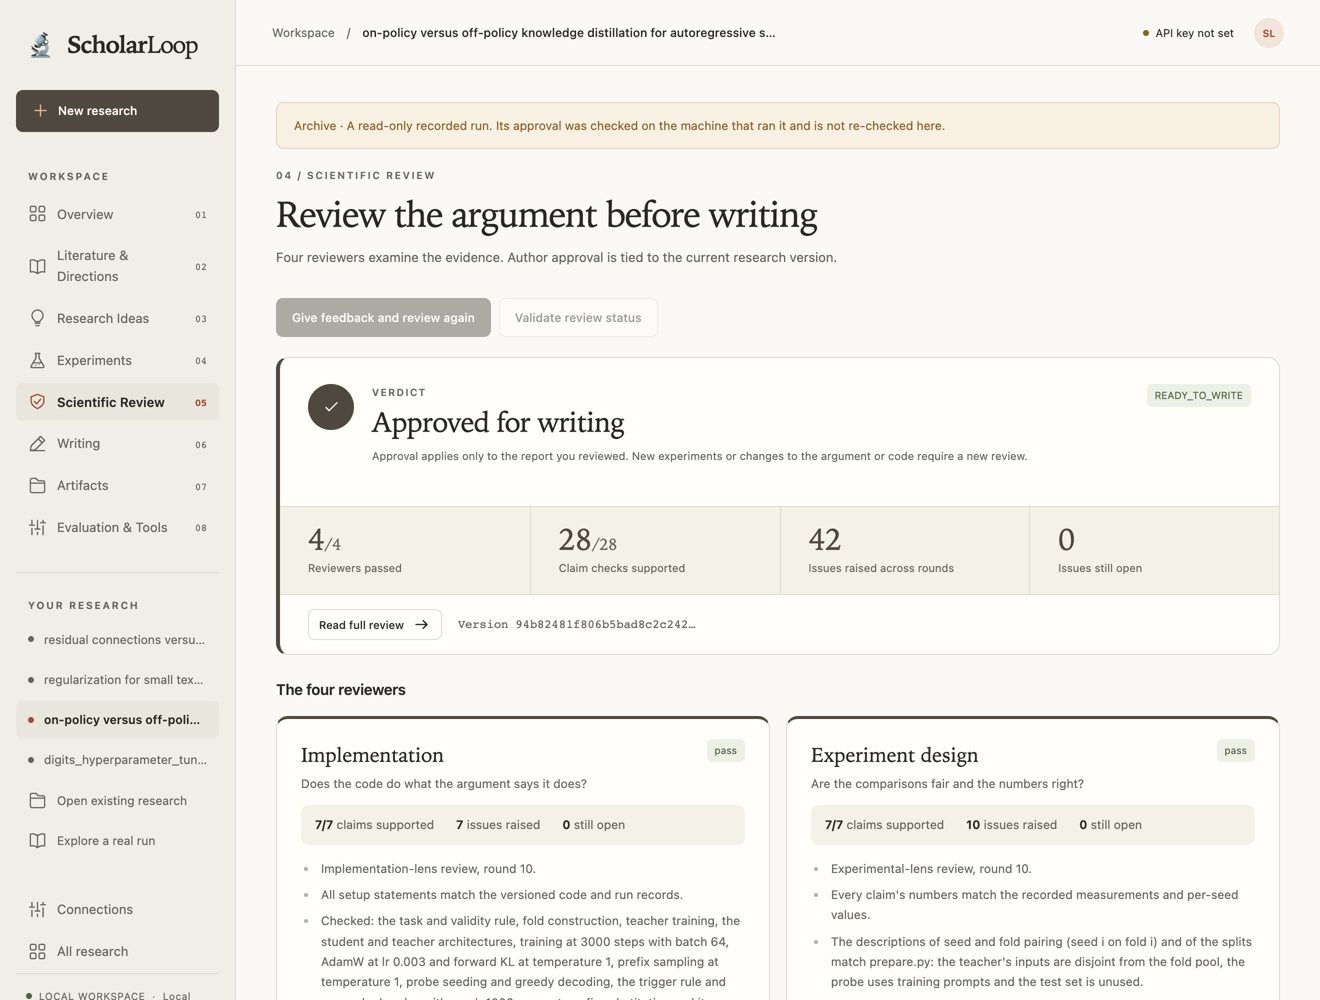 ScholarLoop
New research
WORKSPACE
Overview 01
Literature &
Directions 02
Research Ideas 03
Experiments 04
Scientific Review 05
Writing 06
Artifacts 07
Evaluation & Tools 08
YOUR RESEARCH
residual connections versu...
regularization for small tex...
on-policy versus off-poli...
digits_hyperparameter_tun...
Open existing research
Explore a real run
Connections
All research
LOCAL WORKSPACE · Local
Workspace / on-policy versus off-policy knowledge distillation for autoregressive s...
API key not set
SL
Archive · A read-only recorded run. Its approval was checked on the machine that ran it and is not re-checked here.
04 / SCIENTIFIC REVIEW
Review the argument before writing
Four reviewers examine the evidence. Author approval is tied to the current research version.
Give feedback and review again
Validate review status
VERDICT
Approved for writing
READY_TO_WRITE
Approval applies only to the report you reviewed. New experiments or changes to the argument or code require a new review.
4/4
Reviewers passed
28/28
Claim checks supported
42
Issues raised across rounds
0
Issues still open
Read full review →
Version 94b82481f806b5bad8c2c242…
The four reviewers
Implementation
pass
Does the code do what the argument says it does?
7/7 claims supported 7 issues raised 0 still open
• Implementation-lens review, round 10.
• All setup statements match the versioned code and run records.
• Checked: the task and validity rule, fold construction, teacher training, the
student and teacher architectures, training at 3000 steps with batch 64,
AdamW at lr 0.003 and forward KL at temperature 1, prefix sampling at
temperature 1, probe seeding and greedy decoding, the trigger rule and
Experiment design
pass
Are the comparisons fair and the numbers right?
7/7 claims supported 10 issues raised 0 still open
• Experimental-lens review, round 10.
• Every claim's numbers match the recorded measurements and per-seed
values.
• The descriptions of seed and fold pairing (seed i on fold i) and of the splits
match prepare.py: the teacher's inputs are disjoint from the fold pool, the
probe uses training prompts and the test set is unused.